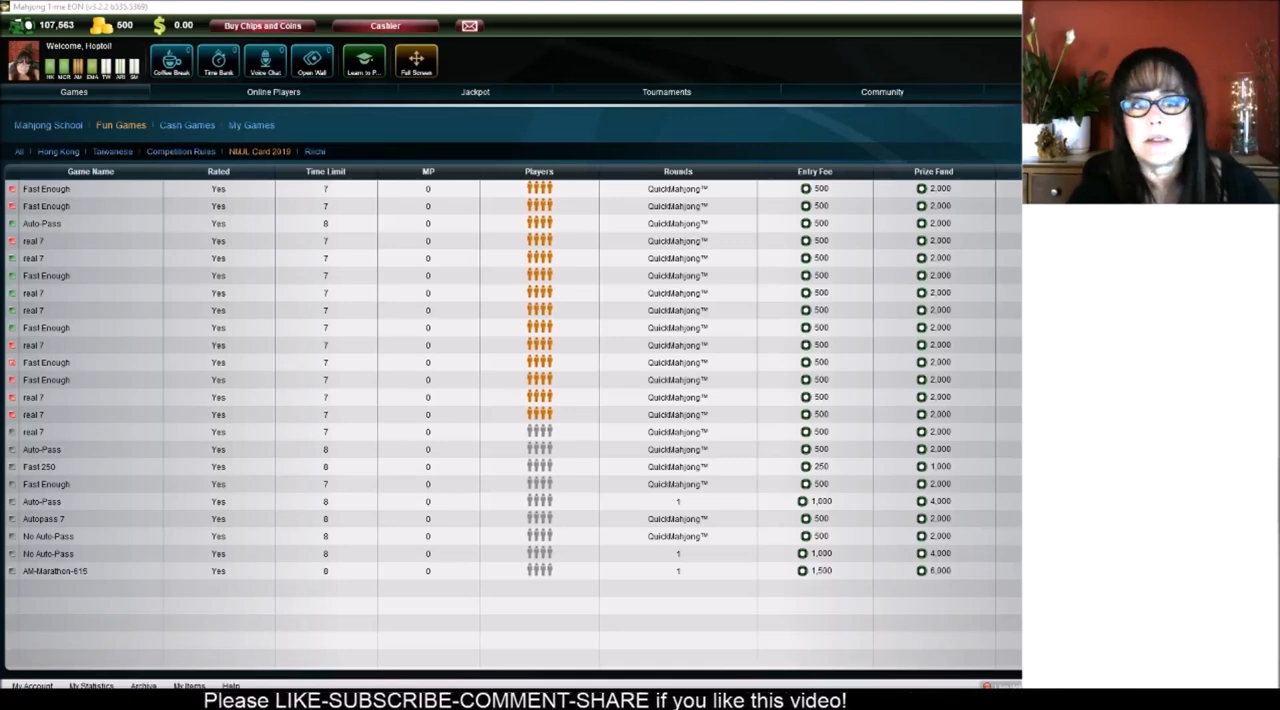 Mahjong Time EON (v3.2.2 b535.5369)
107,563 500 0.00 Buy Chips and Coins Cashier
Welcome, Hoptoil
HK MCR AM EMA TW ARI SM
Coffee Break Time Bank Voice Chat Open Wall Learn to P... Full Screen
Games Online Players Jackpot Tournaments Community
Mahjong School Fun Games Cash Games My Games
All Hong Kong Taiwanese Competition Rules NMJL Card 2019 Riichi
Game Name Rated Time Limit MP Players Rounds Entry Fee Prize Fund
Fast Enough Yes 7 0 QuickMahjong™ 500 2,000
Fast Enough Yes 7 0 QuickMahjong™ 500 2,000
Auto-Pass Yes 8 0 QuickMahjong™ 500 2,000
real 7 Yes 7 0 QuickMahjong™ 500 2,000
real 7 Yes 7 0 QuickMahjong™ 500 2,000
Fast Enough Yes 7 0 QuickMahjong™ 500 2,000
real 7 Yes 7 0 QuickMahjong™ 500 2,000
real 7 Yes 7 0 QuickMahjong™ 500 2,000
Fast Enough Yes 7 0 QuickMahjong™ 500 2,000
real 7 Yes 7 0 QuickMahjong™ 500 2,000
Fast Enough Yes 7 0 QuickMahjong™ 500 2,000
Fast Enough Yes 7 0 QuickMahjong™ 500 2,000
real 7 Yes 7 0 QuickMahjong™ 500 2,000
real 7 Yes 7 0 QuickMahjong™ 500 2,000
real 7 Yes 7 0 QuickMahjong™ 500 2,000
Auto-Pass Yes 8 0 QuickMahjong™ 500 2,000
Fast 250 Yes 8 0 QuickMahjong™ 250 1,000
Fast Enough Yes 7 0 QuickMahjong™ 500 2,000
Auto-Pass Yes 8 0 1 1,000 4,000
Autopass 7 Yes 8 0 QuickMahjong™ 500 2,000
No Auto-Pass Yes 8 0 QuickMahjong™ 500 2,000
No Auto-Pass Yes 8 0 1 1,000 4,000
AM-Marathon-615 Yes 8 0 1 1,500 6,000
My Account My Statistics Archive My Items Help
Please LIKE-SUBSCRIBE-COMMENT-SHARE if you like this video!